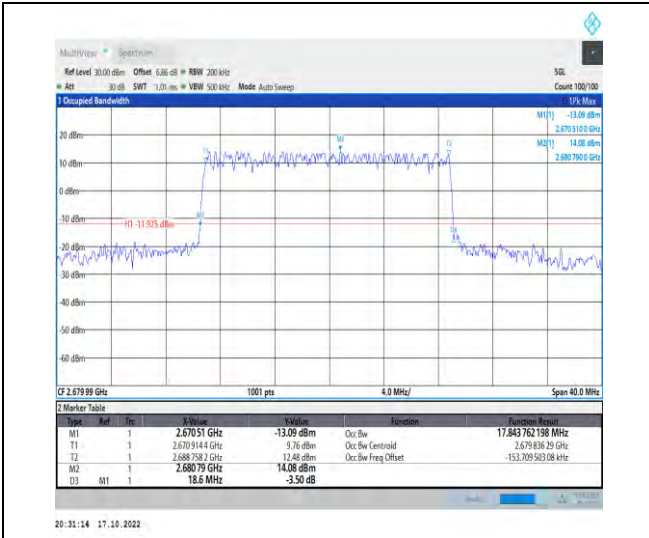 MultiView Spectrum
Ref Level 30.00 dBm Offset 6.86 dB RBW 200 kHz SGL
Att 30 dB SWT 1.01 ms VBW 500 kHz Mode Auto Sweep Count 100/100
1 Occupied Bandwidth 1Pk Max
M1[1] -13.09 dBm
2.670 510 0 GHz
20 dBm M2[1] 14.08 dBm
2.680 790 0 GHz
M2
T1 T2
10 dBm
0 dBm
-10 dBm
M1
H1 -11.925 dBm
D3
-20 dBm
-30 dBm
-40 dBm
-50 dBm
-60 dBm
CF 2.679 99 GHz 1001 pts 4.0 MHz/ Span 40.0 MHz
2 Marker Table
Type Ref Trc X-Value Y-Value Function Function Result
M1 1 2.670 51 GHz -13.09 dBm Occ Bw 17.843 762 198 MHz
T1 1 2.670 914 4 GHz 9.76 dBm Occ Bw Centroid 2.679 836 29 GHz
T2 1 2.688 758 2 GHz 12.48 dBm Occ Bw Freq Offset -153.709 503 08 kHz
M2 1 2.680 79 GHz 14.08 dBm
D3 M1 1 18.6 MHz -3.50 dB
20:31:14 17.10.2022